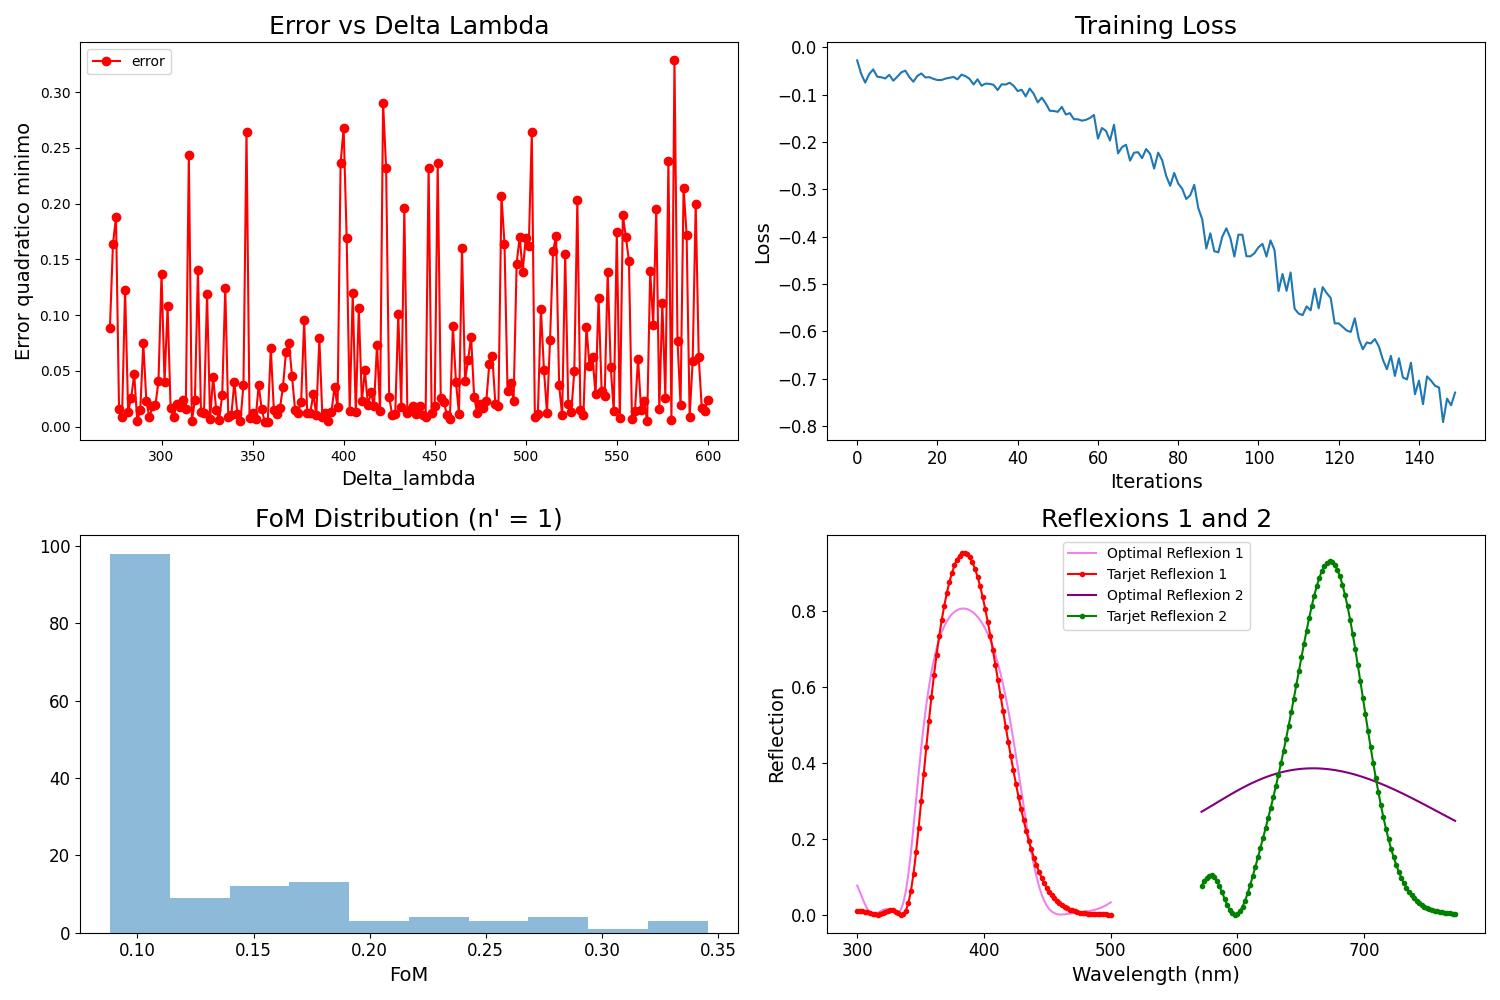 Error vs Delta Lambda
error
Error quadratico minimo
0.30
0.25
0.20
0.15
0.10
0.05
0.00
300 350 400 450 500 550 600
Delta_lambda
Training Loss
Loss
0.0
−0.1
−0.2
−0.3
−0.4
−0.5
−0.6
−0.7
−0.8
0 20 40 60 80 100 120 140
Iterations
FoM Distribution (n' = 1)
100
80
60
40
20
0
0.10 0.15 0.20 0.25 0.30 0.35
FoM
Reflexions 1 and 2
Optimal Reflexion 1
Tarjet Reflexion 1
Optimal Reflexion 2
Tarjet Reflexion 2
Reflection
0.8
0.6
0.4
0.2
0.0
300 400 500 600 700
Wavelength (nm)